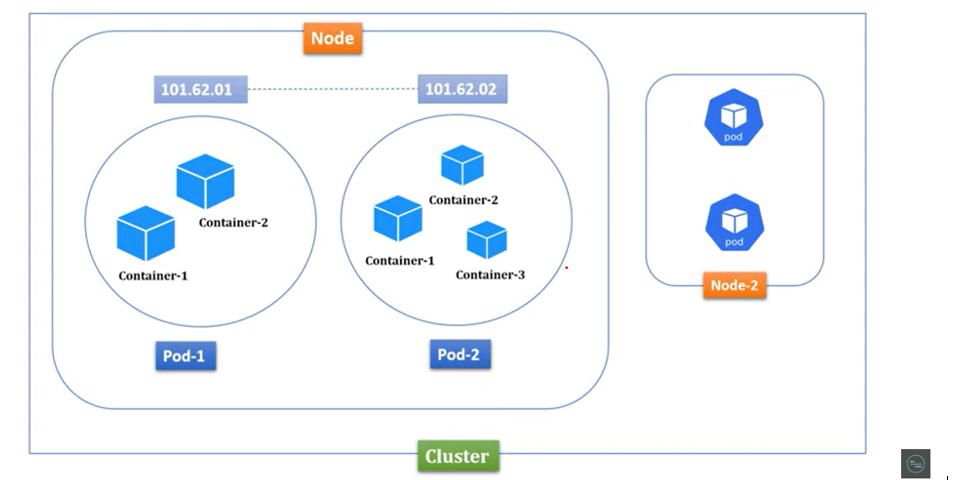 Node
101.62.01
101.62.02
Container-2
Container-1
Pod-1
Container-2
Container-1
Container-3
Pod-2
pod
pod
Node-2
Cluster